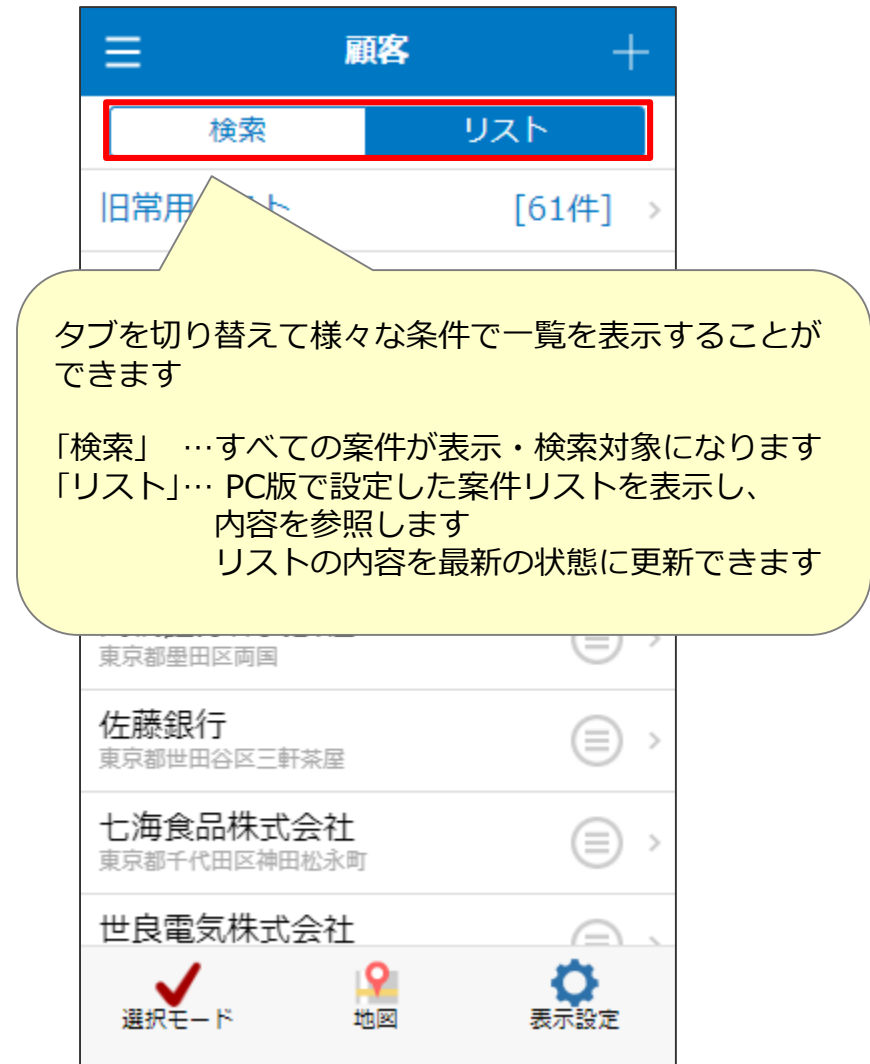 顧客
検索 リスト
旧常用 [61件]
タブを切り替えて様々な条件で一覧を表示することが
できます
「検索」 …すべての案件が表示・検索対象になります
「リスト」… PC版で設定した案件リストを表示し、
内容を参照します
リストの内容を最新の状態に更新できます
東京都墨田区両国
佐藤銀行
東京都世田谷区三軒茶屋
七海食品株式会社
東京都千代田区神田松永町
世良電気株式会社
選択モード 地図 表示設定